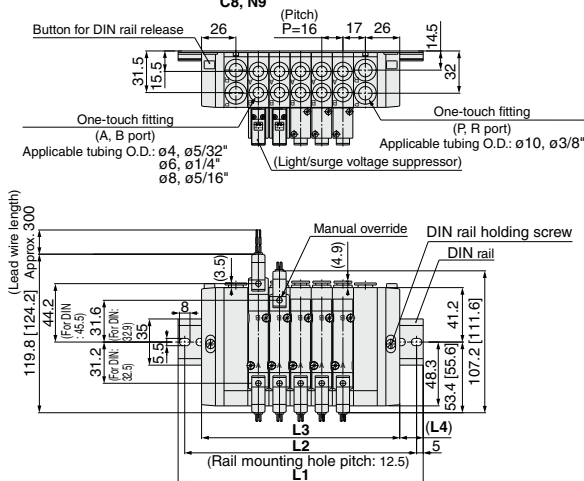 C8, N9
(Pitch)
P=16
17
26
26
Button for DIN rail release
14.5
31.5
15.5
32
One-touch fitting
(A, B port)
Applicable tubing O.D.: ø4, ø5/32"
ø6, ø1/4"
ø8, ø5/16"
One-touch fitting
(P, R port)
Applicable tubing O.D.: ø10, ø3/8"
(Light/surge voltage suppressor)
(Lead wire length)
Approx. 300
Manual override
DIN rail holding screw
DIN rail
(3.5)
(4.9)
119.8 [124.2]
44.2
(For DIN
: 45.5)
31.6
(For DIN:
32.9)
8
35
5.5
31.2
(For DIN:
32.5)
B
A
41.2
48.3
53.4 [55.6]
107.2 [111.6]
L3
(L4)
L2
5
(Rail mounting hole pitch: 12.5)
L1